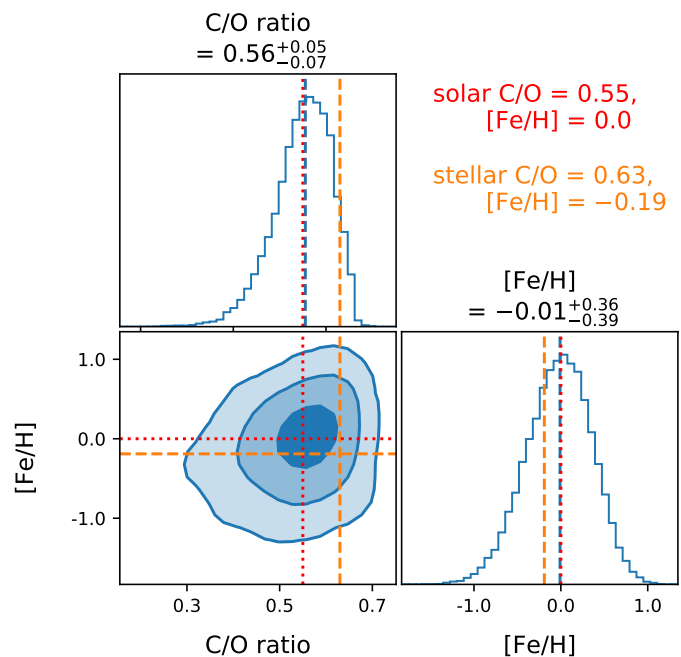 C/O ratio
= 0.56+0.05−0.07
solar C/O = 0.55,
[Fe/H] = 0.0
stellar C/O = 0.63,
[Fe/H] = −0.19
[Fe/H]
= −0.01+0.36−0.39
1.0
0.0
-1.0
[Fe/H]
0.3 0.5 0.7
-1.0 0.0 1.0
C/O ratio
[Fe/H]